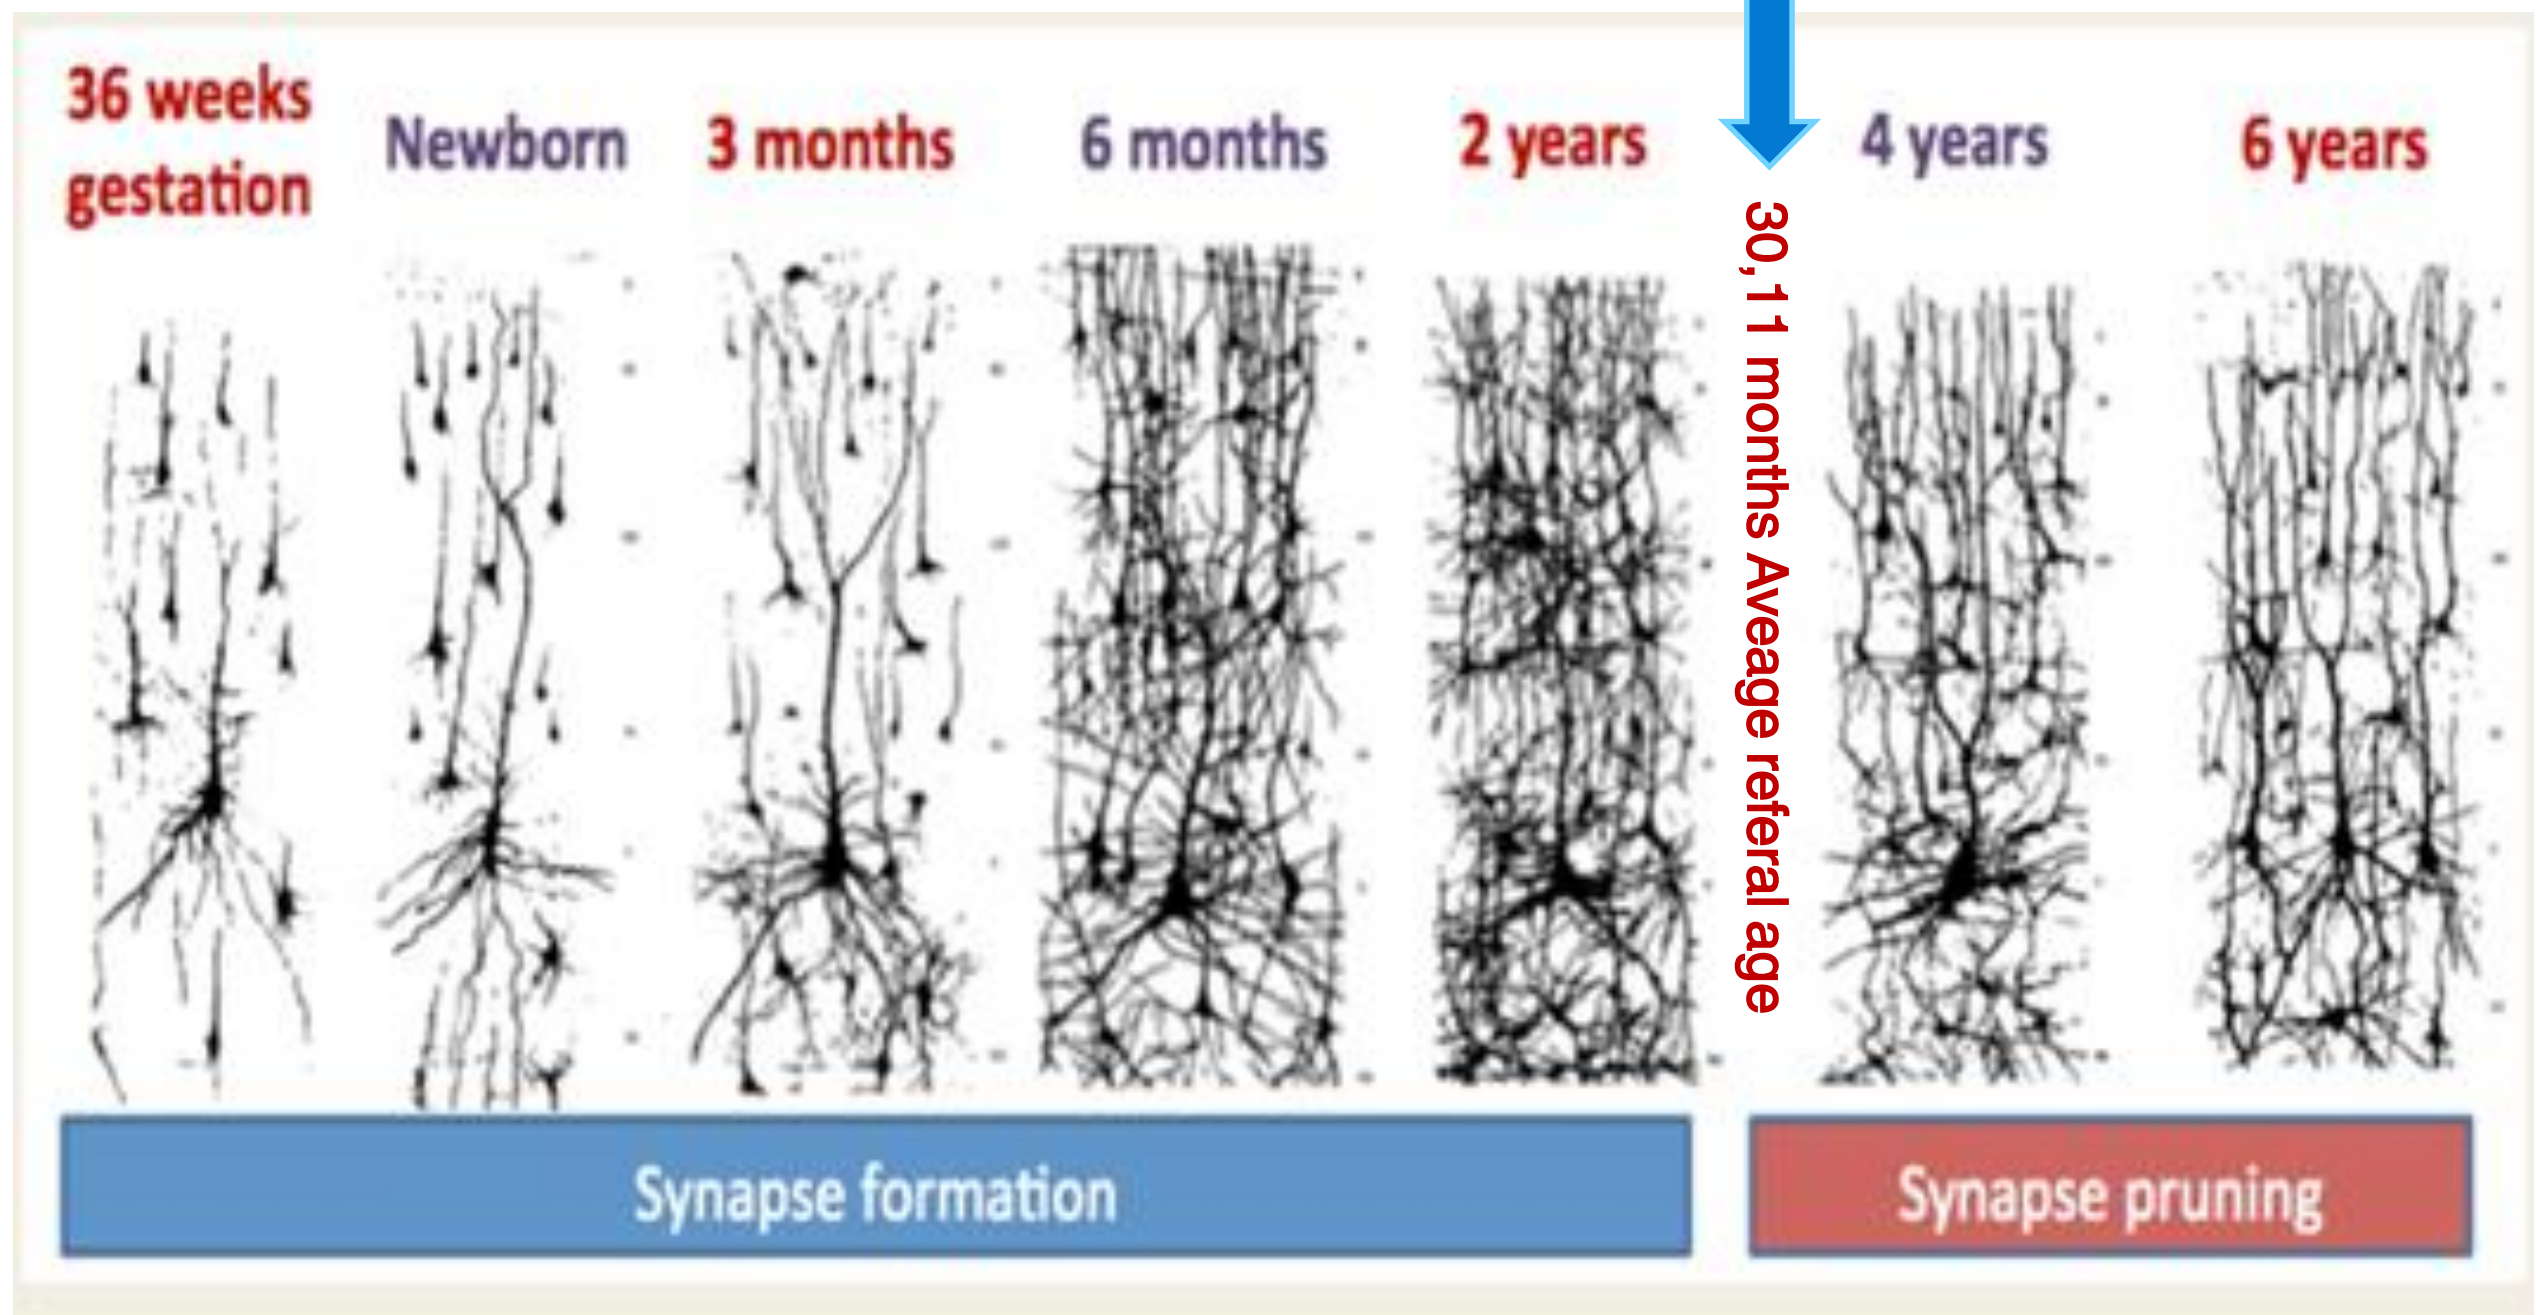 36 weeks
gestation
Newborn
3 months
6 months
2 years
30,11 months Aveage referal age
4 years
6 years
Synapse formation
Synapse pruning